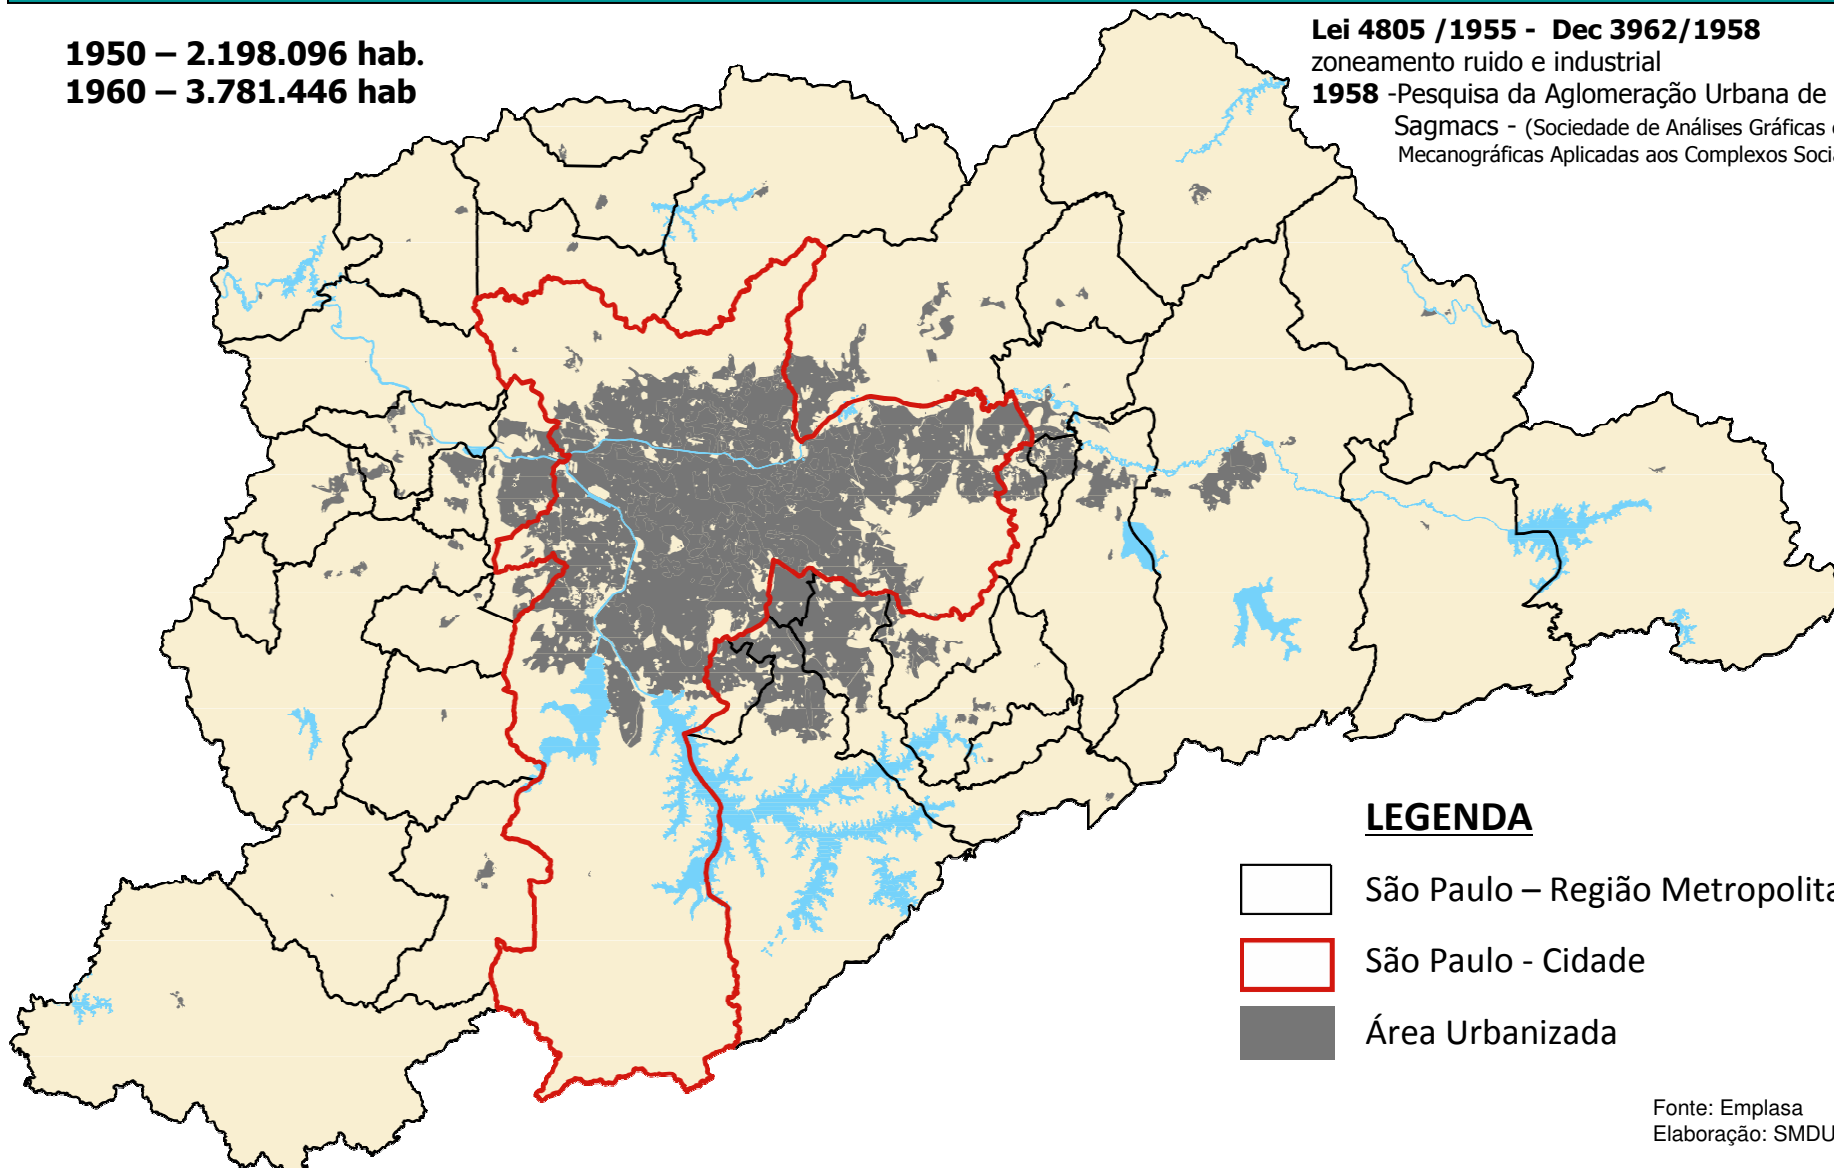 1950 – 2.198.096 hab.
1960 – 3.781.446 hab
Lei 4805 /1955 - Dec 3962/1958
zoneamento ruido e industrial
1958 -Pesquisa da Aglomeração Urbana de
Sagmacs - (Sociedade de Análises Gráficas
Mecanográficas Aplicadas aos Complexos
LEGENDA
São Paulo – Região
São Paulo - Cidade
Área Urbanizada
Fonte: Emplasa
Elaboração: SMDU